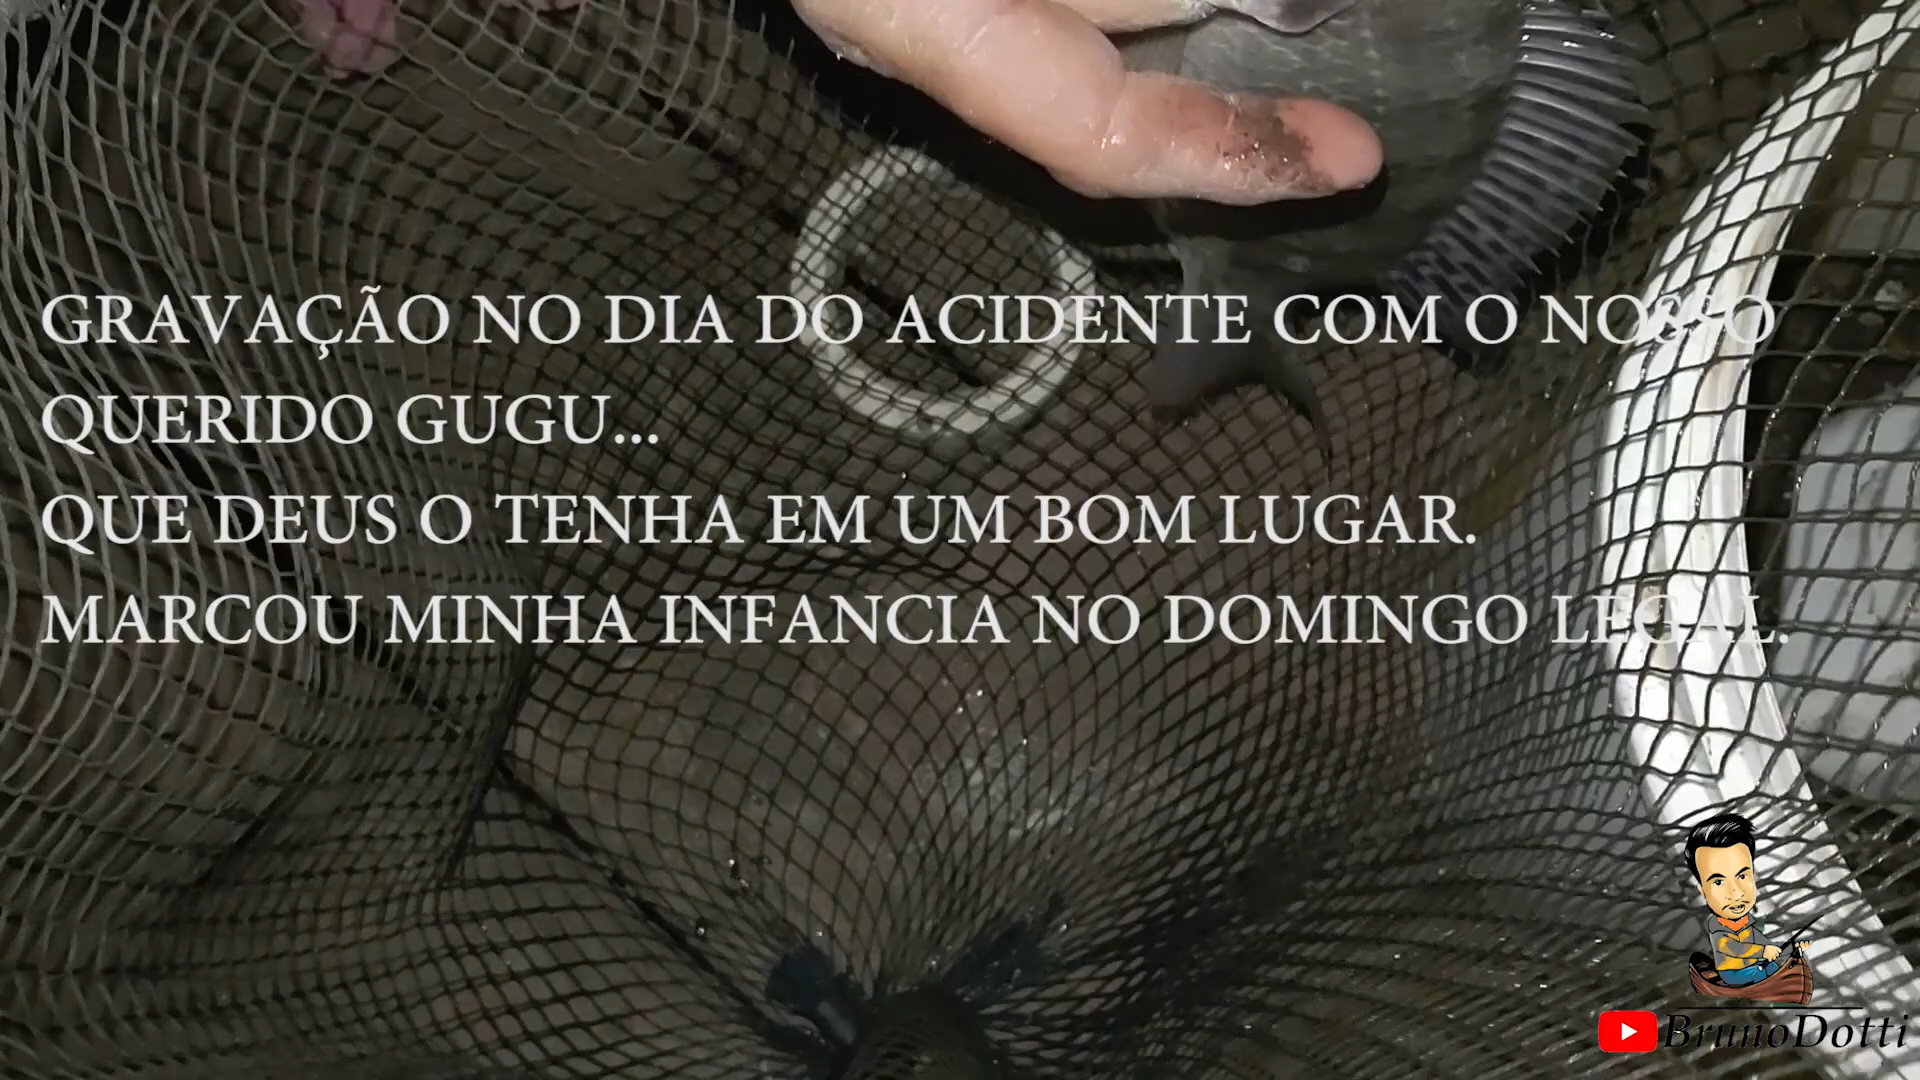 GRAVAÇÃO NO DIA DO ACIDENTE COM O NOSSO
QUERIDO GUGU...
QUE DEUS O TENHA EM UM BOM LUGAR.
MARCOU MINHA INFANCIA NO DOMINGO LEGAL.
BrunoDotti